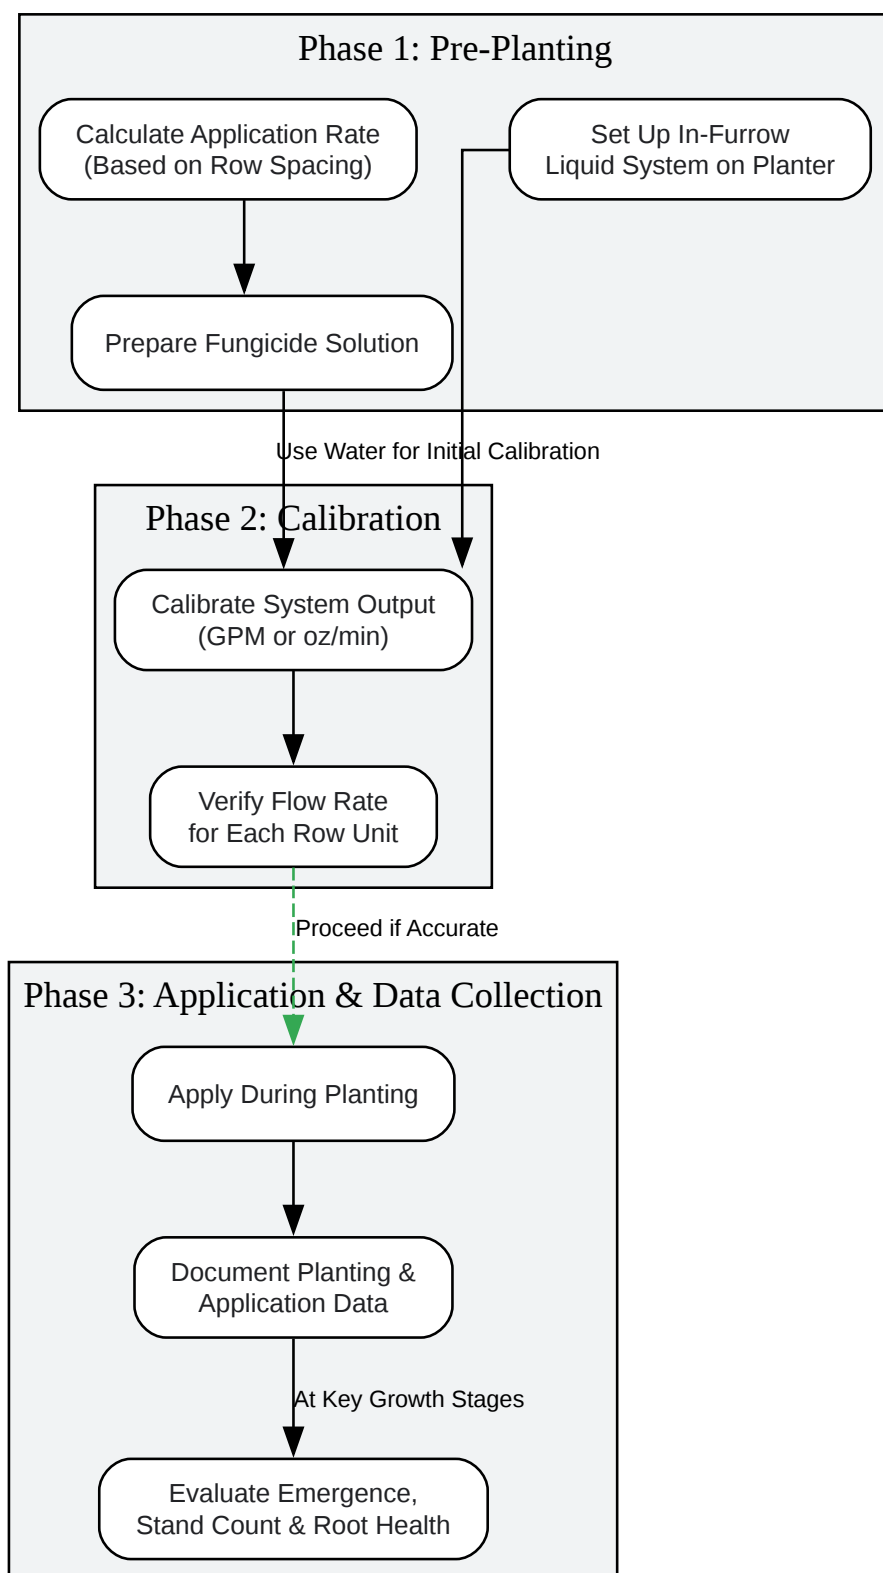 Phase 1: Pre-Planting
Calculate Application Rate
(Based on Row Spacing)
Set Up In-Furrow
Liquid System on Planter
Prepare Fungicide Solution
Use Water for Initial Calibration
Phase 2: Calibration
Calibrate System Output
(GPM or oz/min)
Verify Flow Rate
for Each Row Unit
Proceed if Accurate
Phase 3: Application & Data Collection
Apply During Planting
Document Planting &
Application Data
At Key Growth Stages
Evaluate Emergence,
Stand Count & Root Health